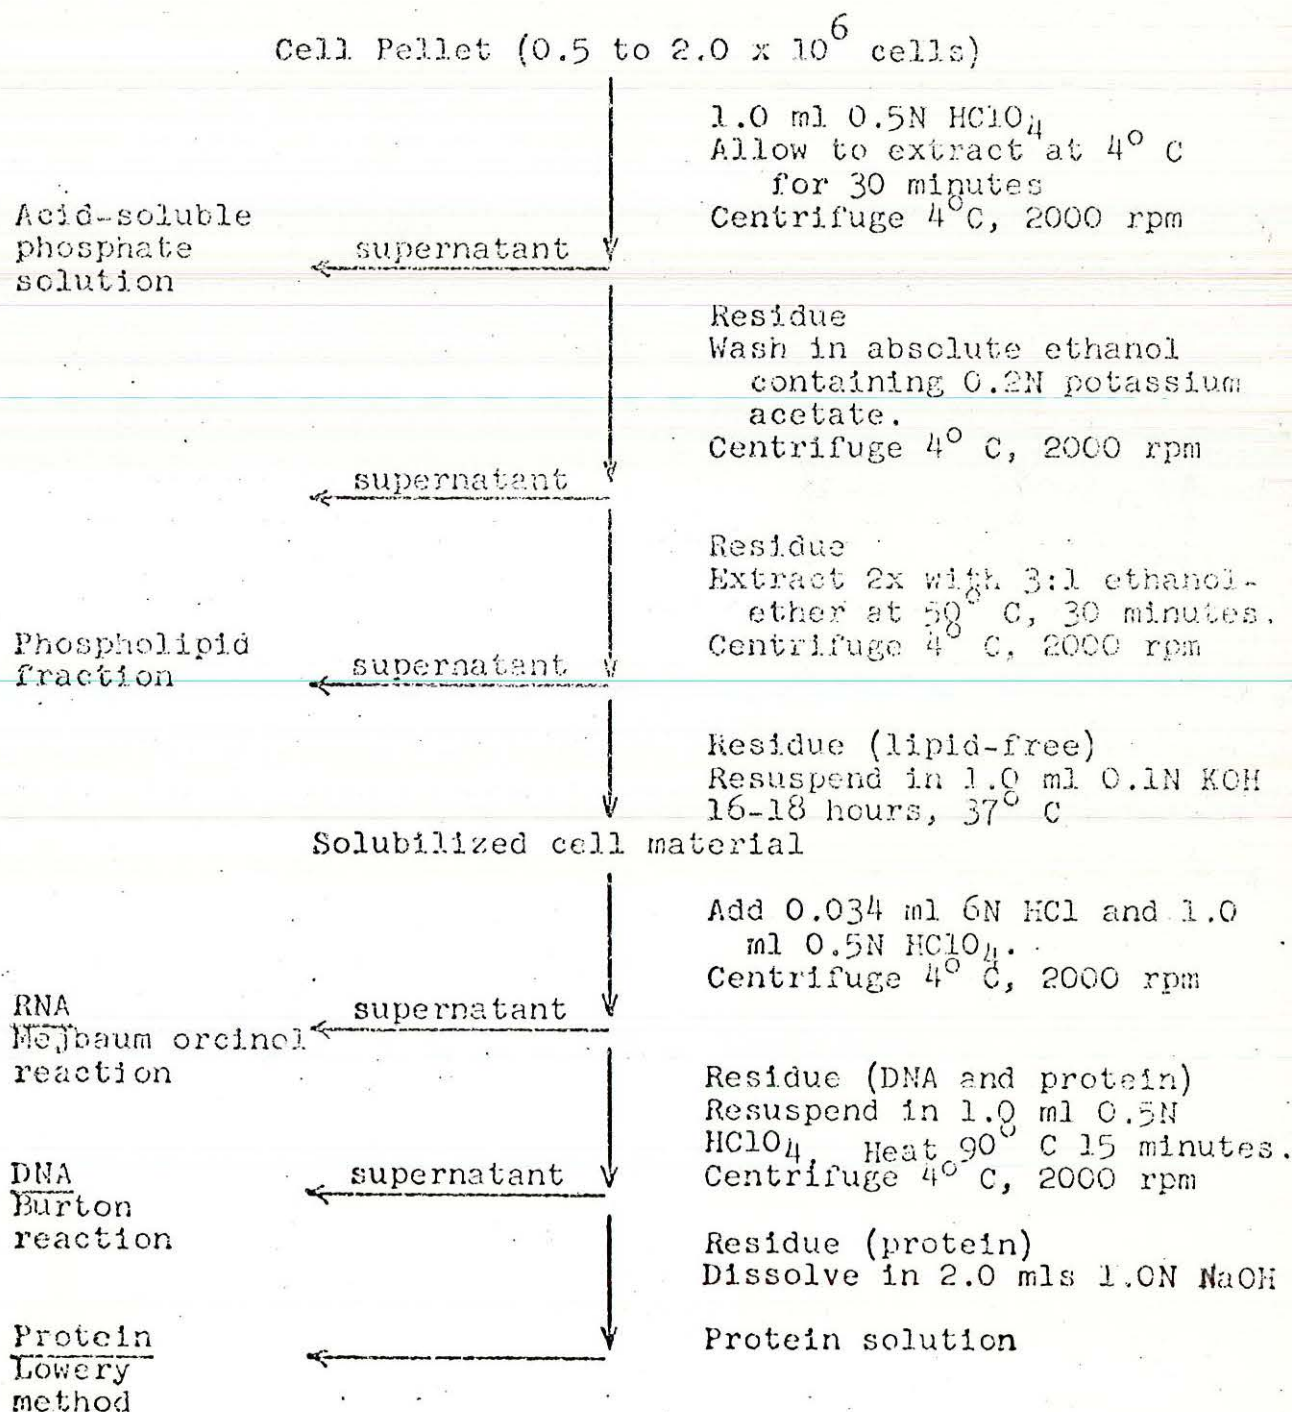 Cell Pellet (0.5 to 2.0 x 10⁶ cells)
1.0 ml 0.5N HClO₄
Allow to extract at 4° C
for 30 minutes
Centrifuge 4°C, 2000 rpm
Acid-soluble
phosphate
solution
supernatant
Residue
Wash in absolute ethanol
containing 0.2N potassium
acetate.
Centrifuge 4° C, 2000 rpm
supernatant
Residue
Extract 2x with 3:1 ethanol-
ether at 50° C, 30 minutes.
Centrifuge 4° C, 2000 rpm
Phospholipid
fraction
supernatant
Residue (lipid-free)
Resuspend in 1.0 ml 0.1N KOH
16-18 hours, 37° C
Solubilized cell material
Add 0.034 ml 6N HCl and 1.0
ml 0.5N HClO₄.
Centrifuge 4° C, 2000 rpm
RNA
Mejbaum orcinol
reaction
supernatant
Residue (DNA and protein)
Resuspend in 1.0 ml 0.5N
HClO₄. Heat 90° C 15 minutes.
Centrifuge 4° C, 2000 rpm
DNA
Burton
reaction
supernatant
Residue (protein)
Dissolve in 2.0 mls 1.0N NaOH
Protein solution
Protein
Lowery
method